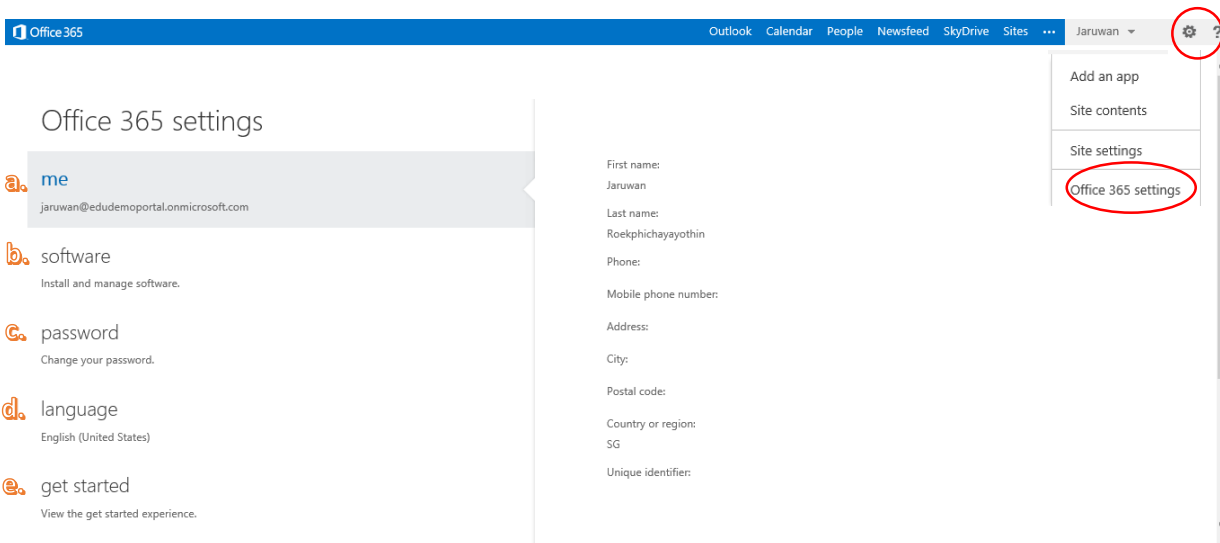 Office 365
Outlook Calendar People Newsfeed SkyDrive Sites ··· Jaruwan ?
Add an app
Site contents
Site settings
Office 365 settings
Office 365 settings
a. me
jaruwan@edudemoportal.onmicrosoft.com
b. software
Install and manage software.
c. password
Change your password.
d. language
English (United States)
e. get started
View the get started experience.
First name:
Jaruwan
Last name:
Roekphichayayothin
Phone:
Mobile phone number:
Address:
City:
Postal code:
Country or region:
SG
Unique identifier: